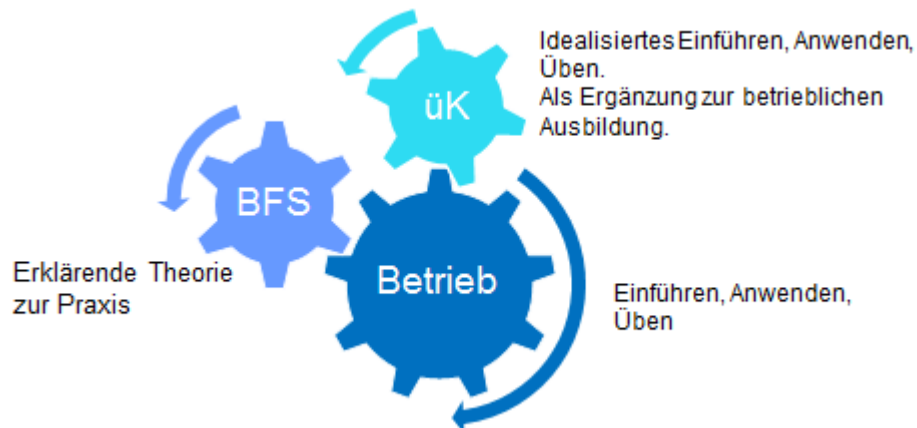 Idealisiertes Einführen, Anwenden,
Üben.
Als Ergänzung zur betrieblichen
Ausbildung.
üK
BFS
Erklärende Theorie
zur Praxis
Betrieb
Einführen, Anwenden,
Üben